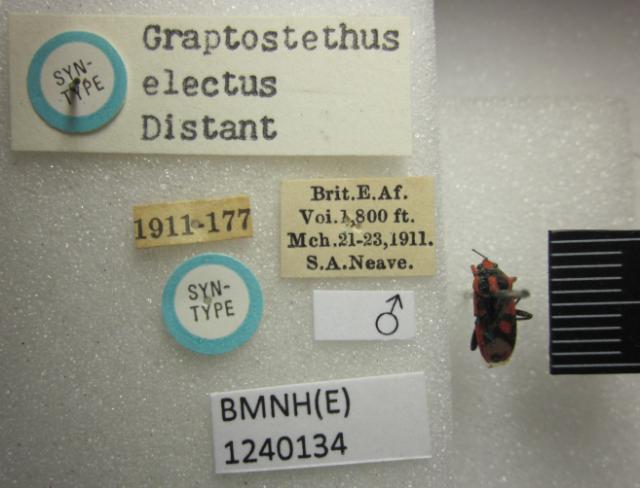 SYN-
TYPE
Graptostethus
electus
Distant
1911-177
Brit.E.Af.
Voi.1,800 ft.
Mch.21-23,1911.
S.A.Neave.
SYN-
TYPE
♂
BMNH(E)
1240134